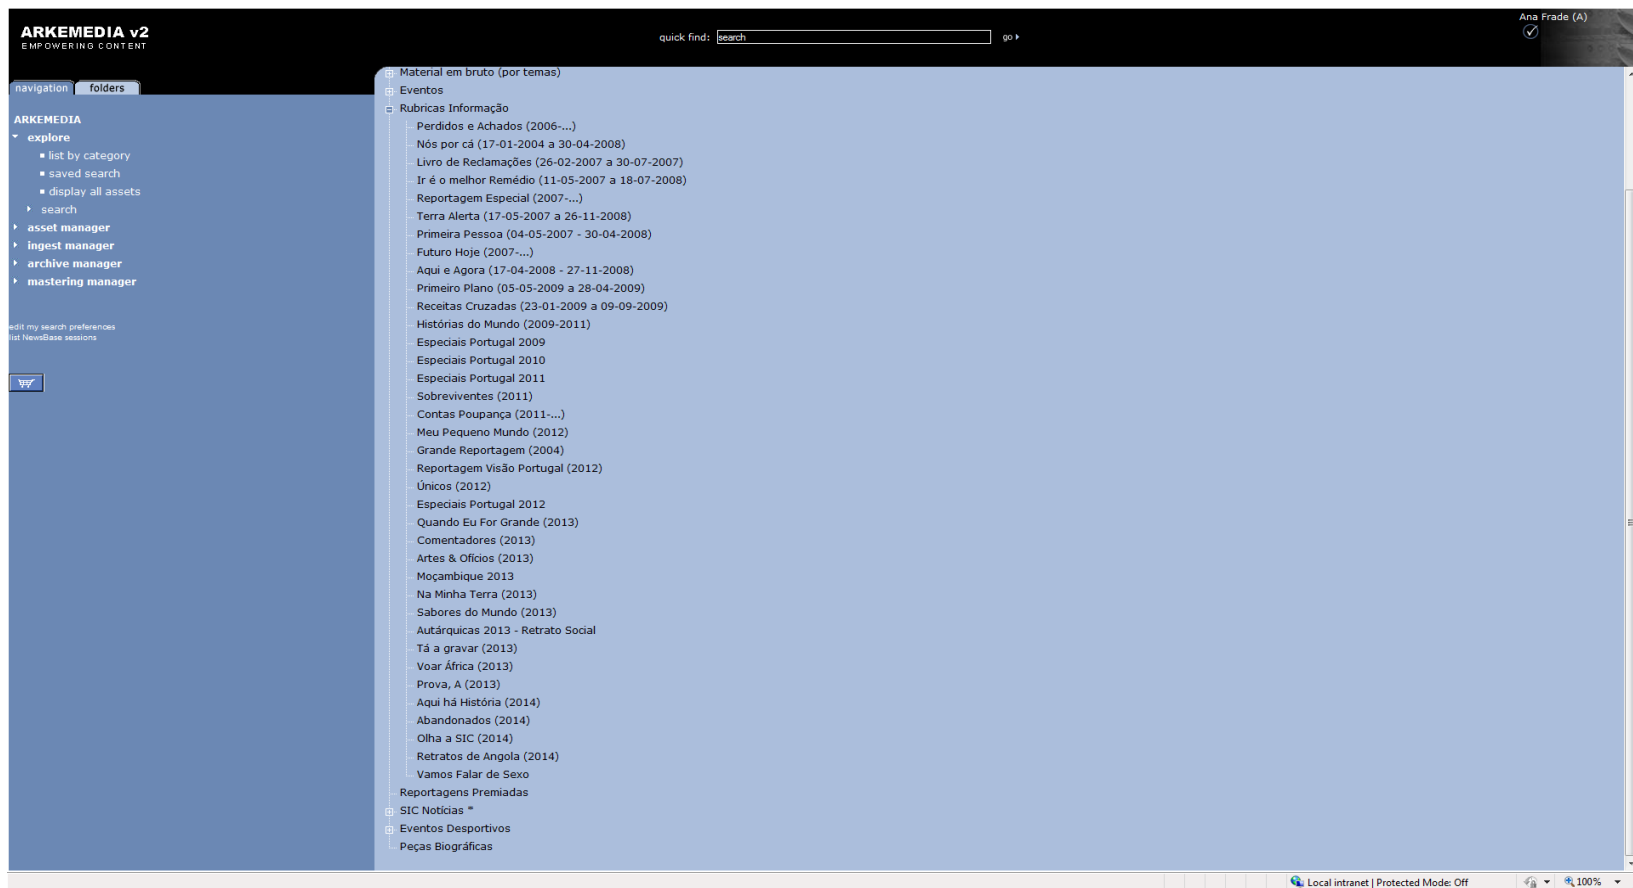 ARKEMEDIA v2
EMPOWERING CONTENT
quick find: search go
Ana Frade (A)
navigation folders
ARKEMEDIA
explore
list by category
saved search
display all assets
search
asset manager
ingest manager
archive manager
mastering manager
edit my search preferences
list NewsBase sessions
Material em bruto (por temas)
Eventos
Rubricas Informação
Perdidos e Achados (2006-...)
Nós por cá (17-01-2004 a 30-04-2008)
Livro de Reclamações (26-02-2007 a 30-07-2007)
Ir é o melhor Remédio (11-05-2007 a 18-07-2008)
Reportagem Especial (2007-...)
Terra Alerta (17-05-2007 a 26-11-2008)
Primeira Pessoa (04-05-2007 - 30-04-2008)
Futuro Hoje (2007-...)
Aqui e Agora (17-04-2008 - 27-11-2008)
Primeiro Plano (05-05-2009 a 28-04-2009)
Receitas Cruzadas (23-01-2009 a 09-09-2009)
Histórias do Mundo (2009-2011)
Especiais Portugal 2009
Especiais Portugal 2010
Especiais Portugal 2011
Sobreviventes (2011)
Contas Poupança (2011-...)
Meu Pequeno Mundo (2012)
Grande Reportagem (2004)
Reportagem Visão Portugal (2012)
Únicos (2012)
Especiais Portugal 2012
Quando Eu For Grande (2013)
Comentadores (2013)
Artes & Ofícios (2013)
Moçambique 2013
Na Minha Terra (2013)
Sabores do Mundo (2013)
Autárquicas 2013 - Retrato Social
Tá a gravar (2013)
Voar África (2013)
Prova, A (2013)
Aqui há História (2014)
Abandonados (2014)
Olha a SIC (2014)
Retratos de Angola (2014)
Vamos Falar de Sexo
Reportagens Premiadas
SIC Notícias *
Eventos Desportivos
Peças Biográficas
Local intranet | Protected Mode: Off 100%